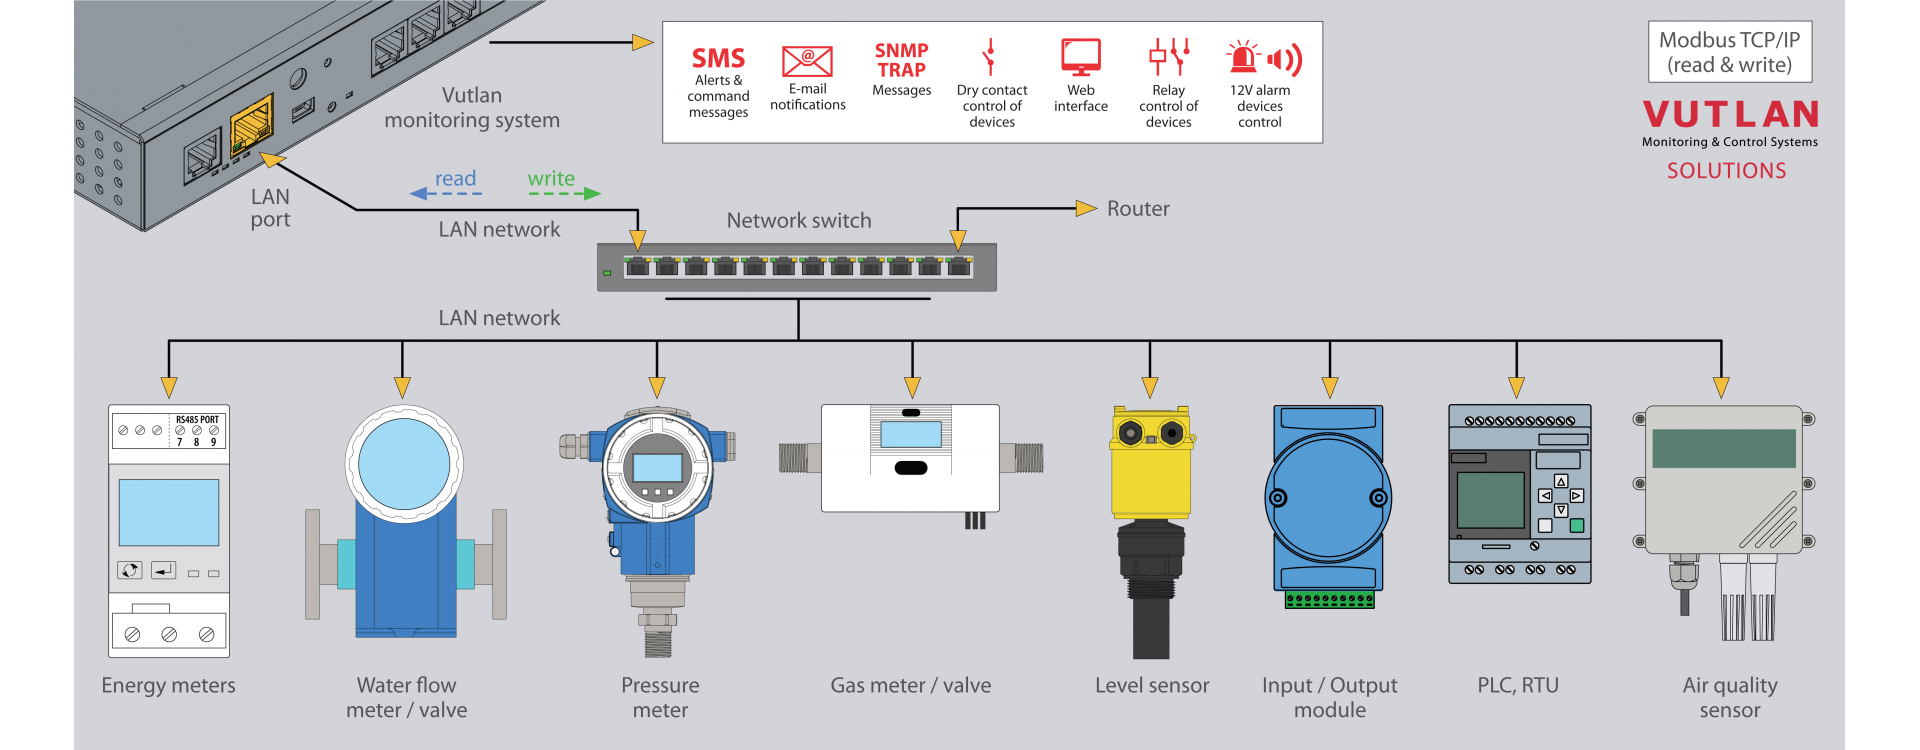 Modbus TCP/IP
(read & write)
VUTLAN
Monitoring & Control Systems
SOLUTIONS
Vutlan
monitoring system
SMS
Alerts &
command
messages
@
E-mail
notifications
SNMP
TRAP
Messages
Dry contact
control of
devices
Web
interface
Relay
control of
devices
12V alarm
devices
control
LAN
port
read
write
LAN network
Network switch
Router
LAN network
RS485 PORT
7 8 9
Energy meters
Water flow
meter / valve
Pressure
meter
Gas meter / valve
Level sensor
Input / Output
module
PLC, RTU
Air quality
sensor